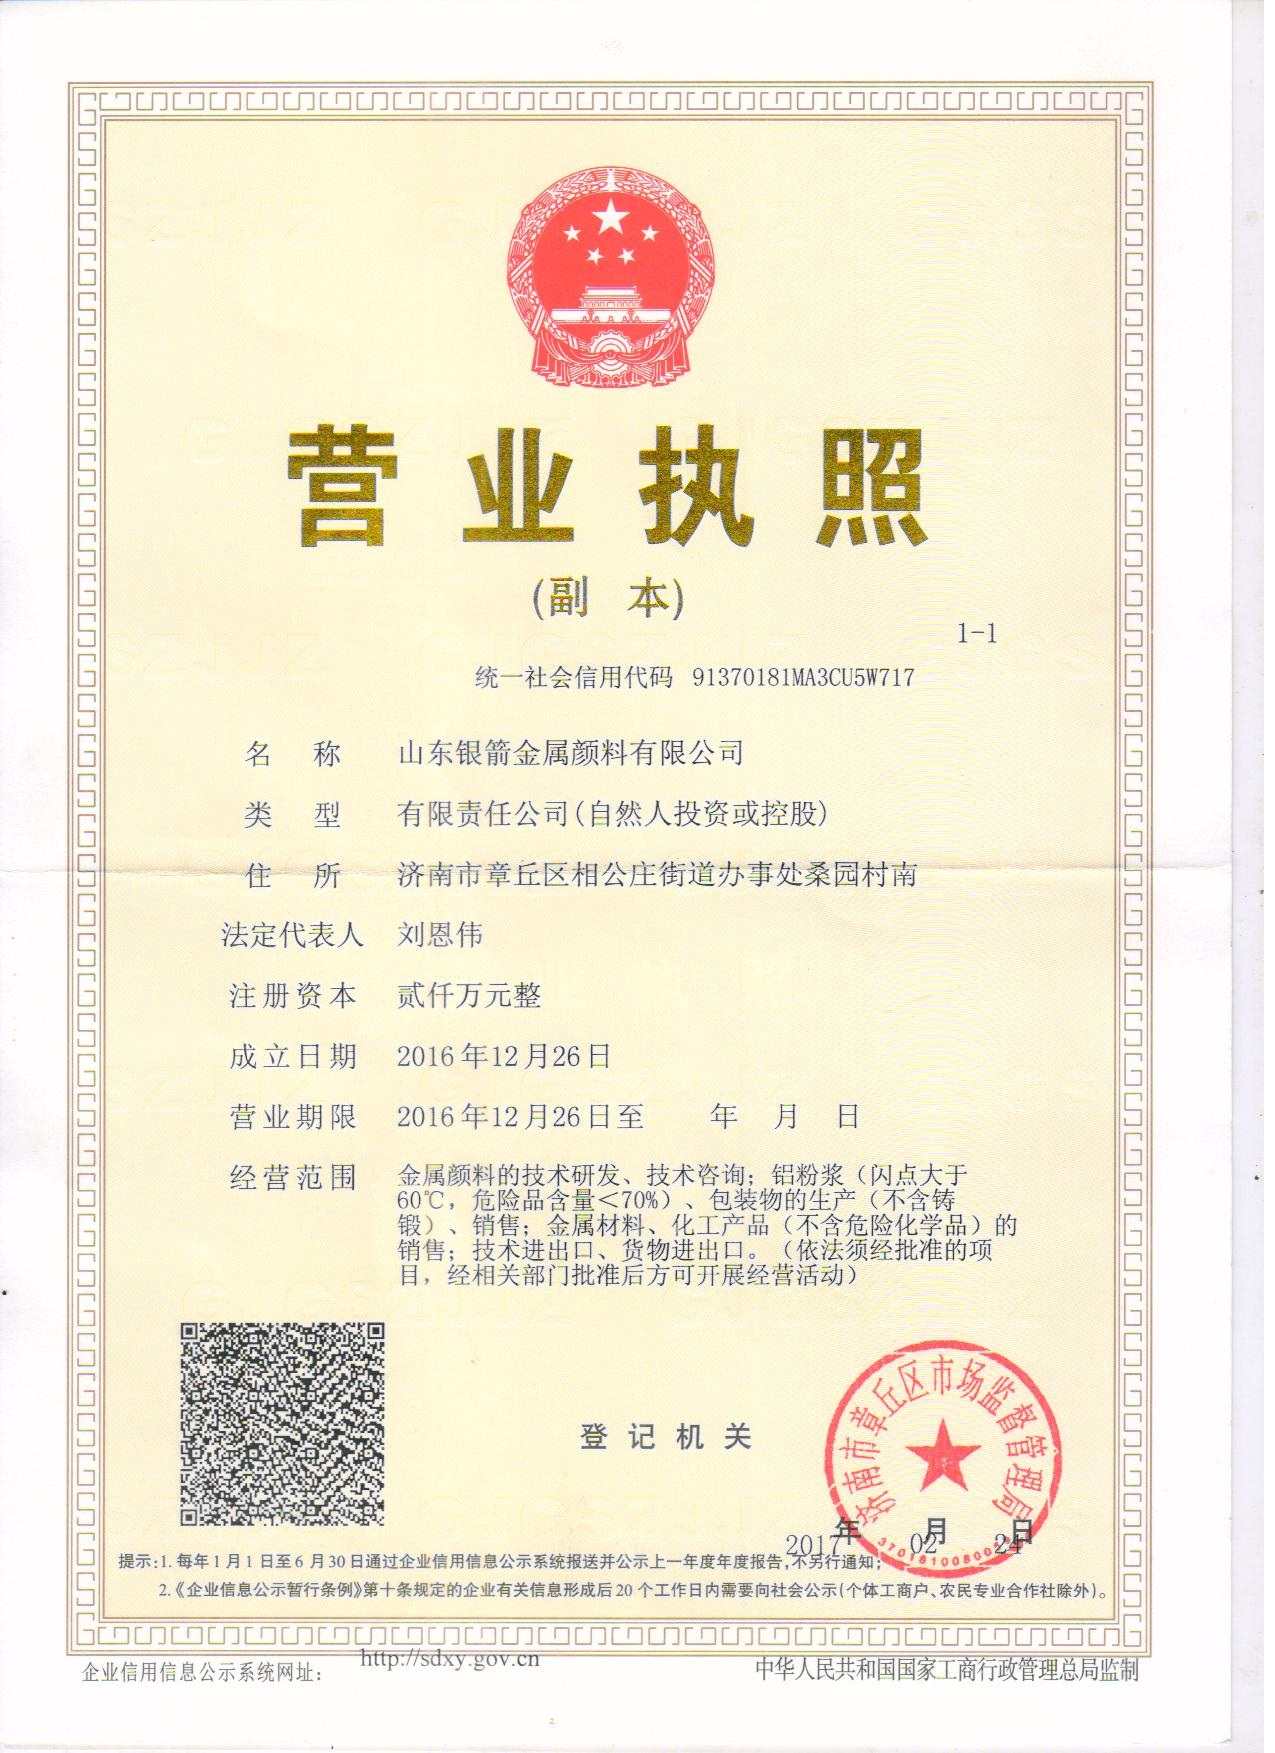 营业执照
(副 本)
1-1
统一社会信用代码 91370181MA3CU5W717
名 称 山东银箭金属颜料有限公司
类 型 有限责任公司(自然人投资或控股)
住 所 济南市章丘区相公庄街道办事处桑园村南
法定代表人 刘恩伟
注册资本 贰仟万元整
成立日期 2016年12月26日
营业期限 2016年12月26日至 年 月 日
经营范围 金属颜料的技术研发、技术咨询；铝粉浆（闪点大于
60℃，危险品含量＜70%）、包装物的生产（不含铸
锻）、销售；金属材料、化工产品（不含危险化学品）的
销售；技术进出口、货物进出口。（依法须经批准的项
目，经相关部门批准后方可开展经营活动）
济南市章丘区市场监督管理局
登记机关
2017年 02月 24日
提示:1.每年1月1日至6月30日通过企业信用信息公示系统报送并公示上一年度年度报告,不另行通知;
2.《企业信息公示暂行条例》第十条规定的企业有关信息形成后20个工作日内需要向社会公示(个体工商户、农民专业合作社除外)。
企业信用信息公示系统网址: http://sdxy.gov.cn 中华人民共和国国家工商行政管理总局监制